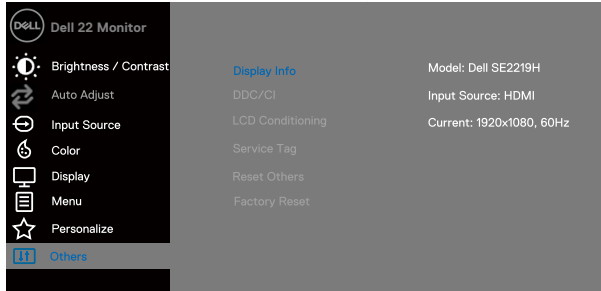 DELL Dell 22 Monitor
Brightness / Contrast
Auto Adjust
Input Source
Color
Display
Menu
Personalize
Others
Display Info
DDC/CI
LCD Conditioning
Service Tag
Reset Others
Factory Reset
Model: Dell SE2219H
Input Source: HDMI
Current: 1920x1080, 60Hz